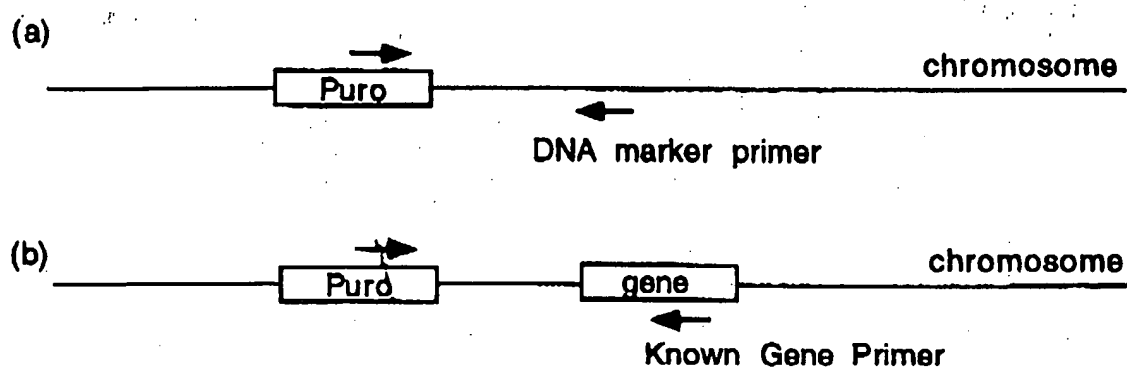 (a)
chromosome
Puro
DNA marker primer
(b)
chromosome
Puro
gene
Known Gene Primer